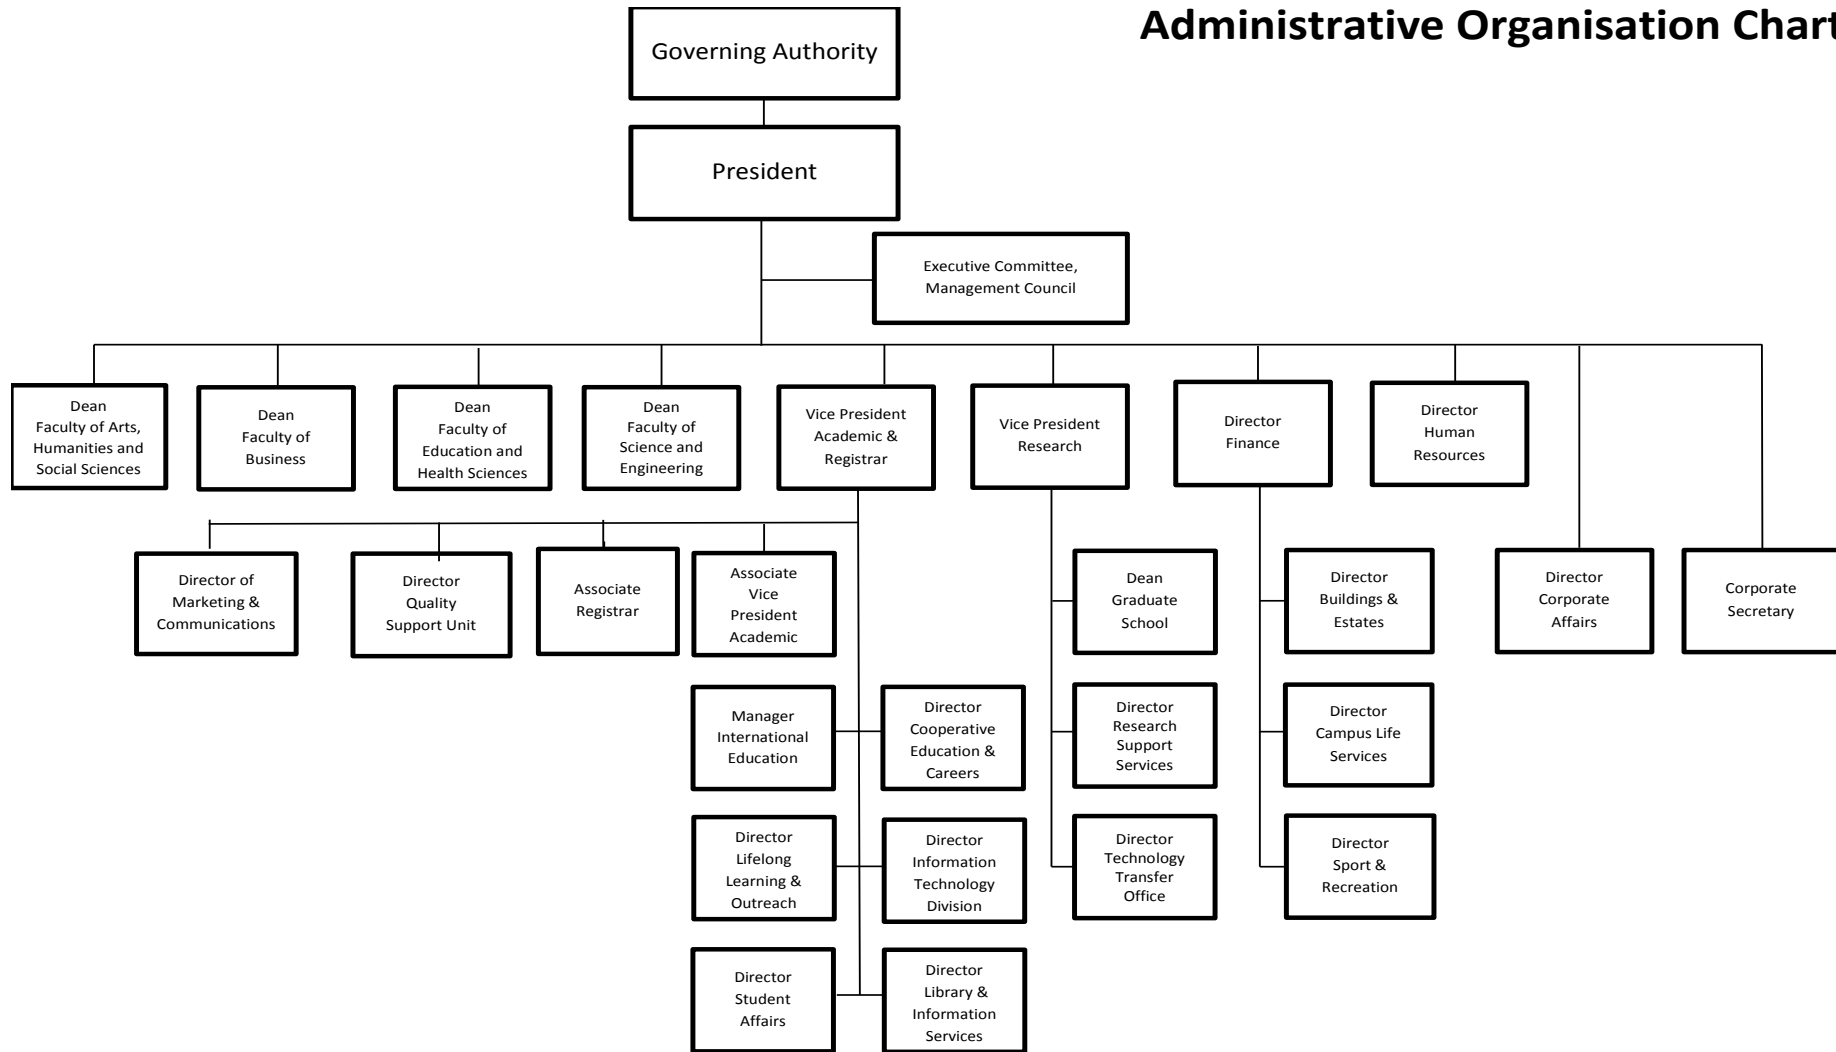 Administrative Organisation Chart
Governing Authority
President
Executive Committee,
Management Council
Dean
Faculty of Arts,
Humanities and
Social Sciences
Dean
Faculty of
Business
Dean
Faculty of
Education and
Health Sciences
Dean
Faculty of
Science and
Engineering
Vice President
Academic &
Registrar
Vice President
Research
Director
Finance
Director
Human
Resources
Director of
Marketing &
Communications
Director
Quality
Support Unit
Associate
Registrar
Associate
Vice
President
Academic
Dean
Graduate
School
Director
Buildings &
Estates
Director
Corporate
Affairs
Corporate
Secretary
Manager
International
Education
Director
Cooperative
Education &
Careers
Director
Research
Support
Services
Director
Campus Life
Services
Director
Lifelong
Learning &
Outreach
Director
Information
Technology
Division
Director
Technology
Transfer
Office
Director
Sport &
Recreation
Director
Student
Affairs
Director
Library &
Information
Services